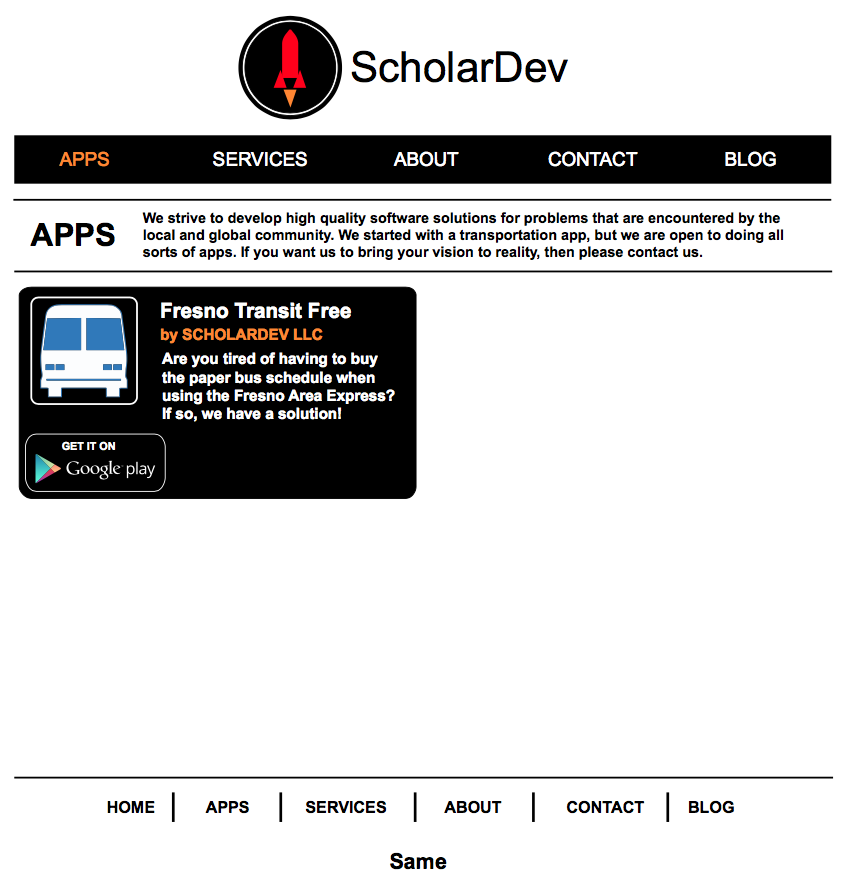 ScholarDev
APPS SERVICES ABOUT CONTACT BLOG
APPS
We strive to develop high quality software solutions for problems that are encountered by the
local and global community. We started with a transportation app, but we are open to doing all
sorts of apps. If you want us to bring your vision to reality, then please contact us.
Fresno Transit Free
by SCHOLARDEV LLC
Are you tired of having to buy
the paper bus schedule when
using the Fresno Area Express?
If so, we have a solution!
GET IT ON
Google play
HOME APPS SERVICES ABOUT CONTACT BLOG
Same